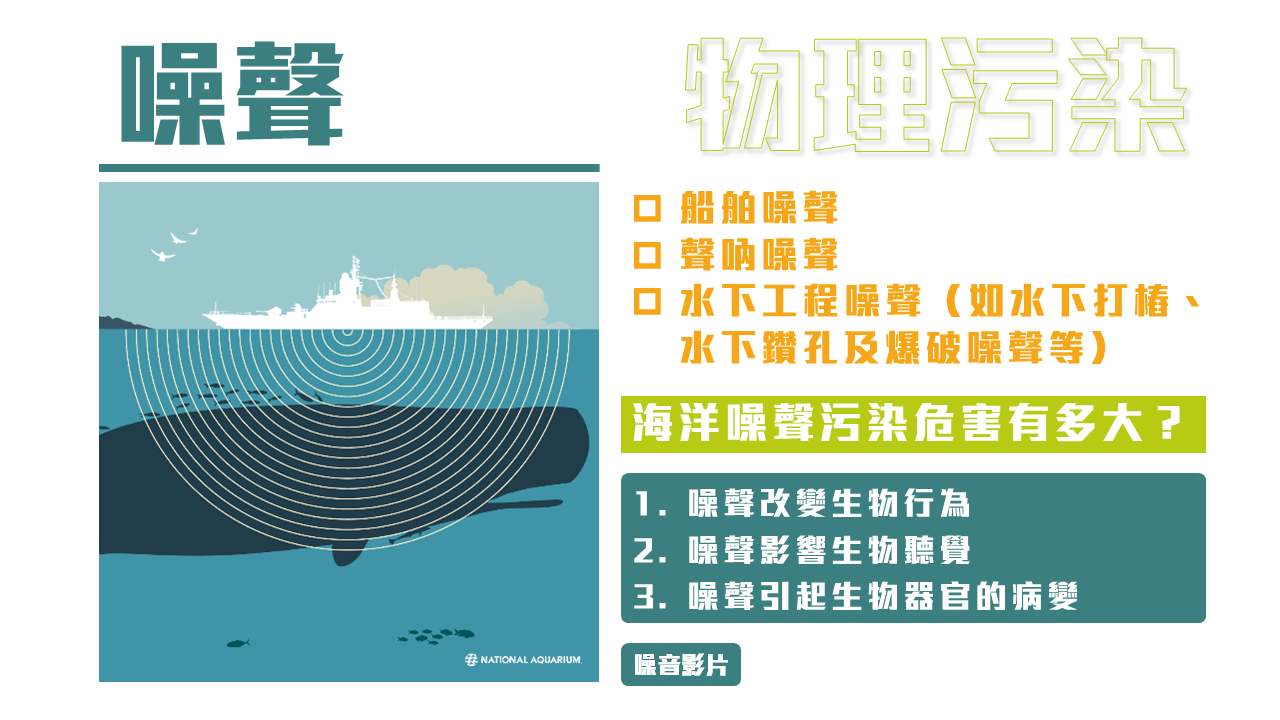 噪聲
物理污染
船舶噪聲
聲吶噪聲
水下工程噪聲（如水下打樁、
水下鑽孔及爆破噪聲等）
海洋噪聲污染危害有多大？
1. 噪聲改變生物行為
2. 噪聲影響生物聽覺
3. 噪聲引起生物器官的病變
噪音影片
NATIONAL AQUARIUM